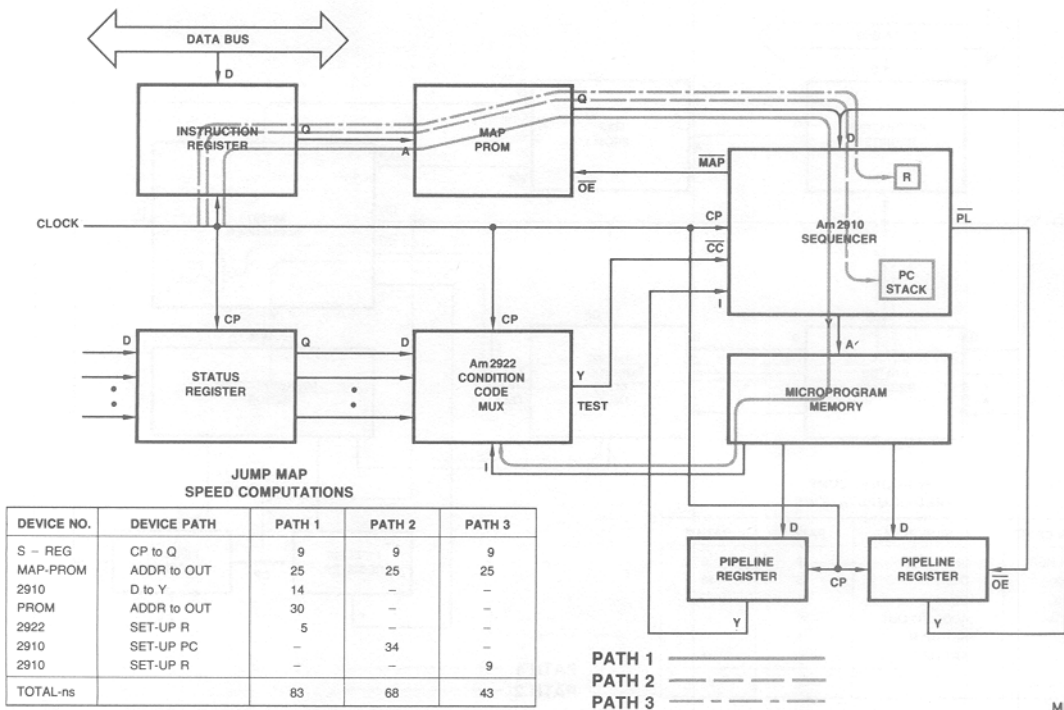 DATA BUS
D
INSTRUCTION
REGISTER
Q
A
MAP
PROM
Q
OE
MAP
D
R
Am2910
SEQUENCER
PC
STACK
CP
CC
I
PL
Y
CLOCK
CP
D
STATUS
REGISTER
Q
D
CP
Am2922
CONDITION
CODE
MUX
Y
TEST
I
A
MICROPROGRAM
MEMORY
D
D
PIPELINE
REGISTER
CP
PIPELINE
REGISTER
OE
Y
Y
JUMP MAP
SPEED COMPUTATIONS
DEVICE NO. DEVICE PATH PATH 1 PATH 2 PATH 3
S – REG CP to Q 9 9 9
MAP-PROM ADDR to OUT 25 25 25
2910 D to Y 14 – –
PROM ADDR to OUT 30 – –
2922 SET-UP R 5 – –
2910 SET-UP PC – 34 –
2910 SET-UP R – – 9
TOTAL-ns 83 68 43
PATH 1
PATH 2
PATH 3